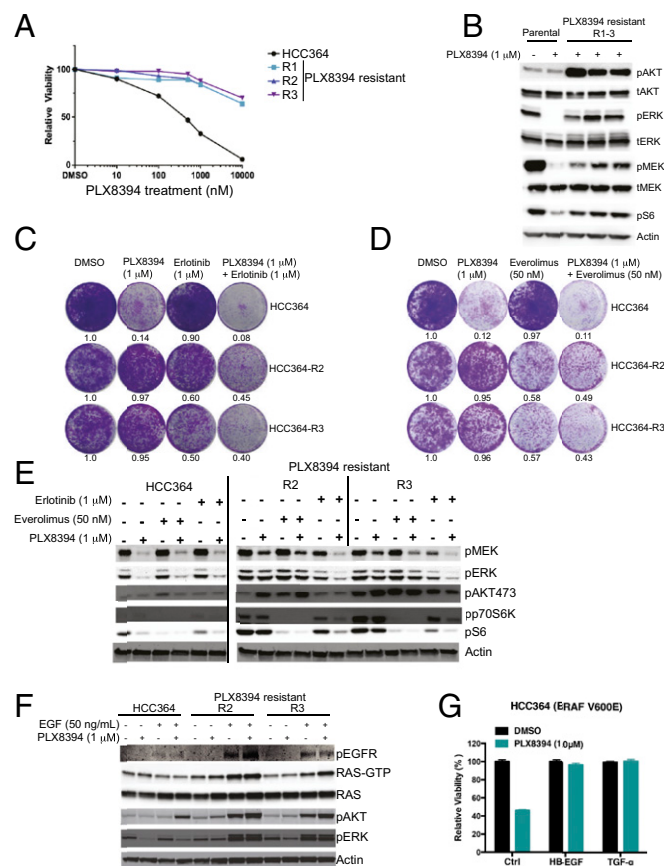 A
HCC364
R1
R2
R3
PLX8394 resistant
Relative Viability
100
75
50
25
0
DMSO
10
100
1000
10000
PLX8394 treatment (nM)
B
PLX8394 resistant
Parental R1-3
PLX8394 (1 μM) - + + + +
pAKT
tAKT
pERK
tERK
pMEK
tMEK
pS6
Actin
C
DMSO PLX8394 (1 μM) Erlotinib (1 μM) PLX8394 (1 μM) + Erlotinib (1 μM)
HCC364
1.0 0.14 0.90 0.08
HCC364-R2
1.0 0.97 0.60 0.45
HCC364-R3
1.0 0.95 0.50 0.40
D
DMSO PLX8394 (1 μM) Everolimus (50 nM) PLX8394 (1 μM) + Everolimus (50 nM)
HCC364
1.0 0.12 0.97 0.11
HCC364-R2
1.0 0.95 0.58 0.49
HCC364-R3
1.0 0.96 0.57 0.43
E
PLX8394 resistant
HCC364 R2 R3
Erlotinib (1 μM) - - - - + + - - - - + + - - - - + +
Everolimus (50 nM) - - + + - - - - + + - - - - + + - -
PLX8394 (1 μM) - + - + - + - + - + - + - + - + - +
pMEK
pERK
pAKT473
pp70S6K
pS6
Actin
F
PLX8394 resistant
HCC364 R2 R3
EGF (50 ng/mL) - - + + - - + + - - + +
PLX8394 (1 μM) - + - + - + - + - + - +
pEGFR
RAS-GTP
RAS
pAKT
pERK
Actin
G
HCC364 (BRAF V600E)
DMSO
PLX8394 (10μM)
Relative Viability (%)
100
80
60
40
20
0
Ctrl HB-EGF TGF-α